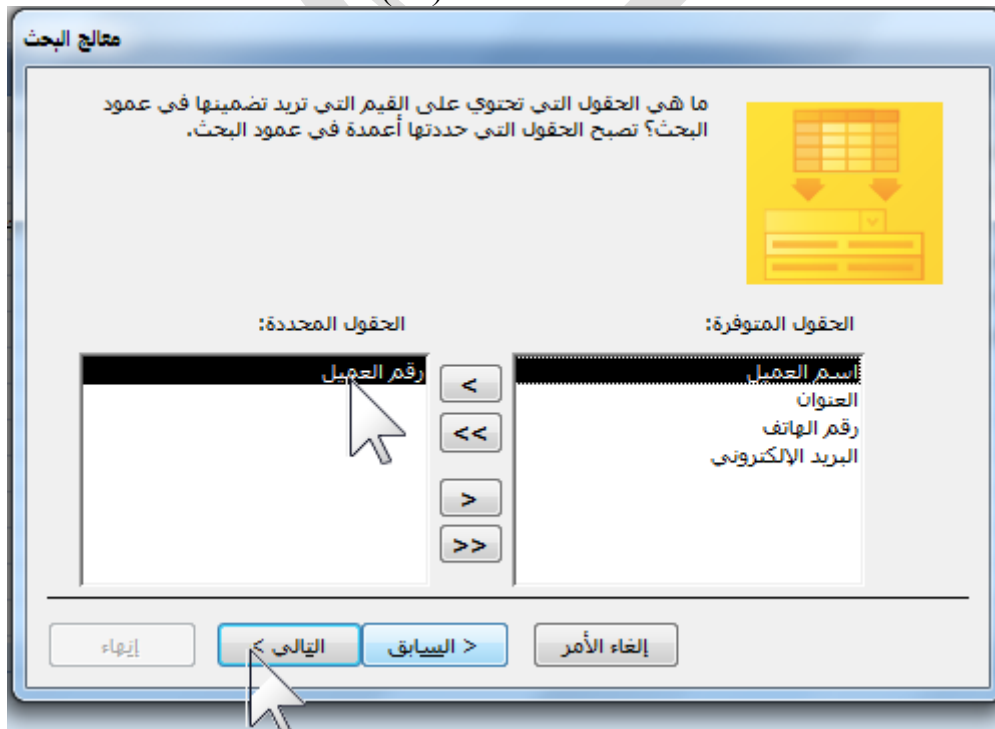 معالج البحث
ما هي الحقول التي تحتوي على القيم التي تريد تضمينها في عمود
البحث؟ تصبح الحقول التي حددتها أعمدة في عمود البحث.
الحقول المتوفرة:
الحقول المحددة:
اسم العميل
العنوان
رقم الهاتف
البريد الإلكتروني
<
<<
>
>>
رقم العميل
إلغاء الأمر
< السابق
التالي >
إنهاء